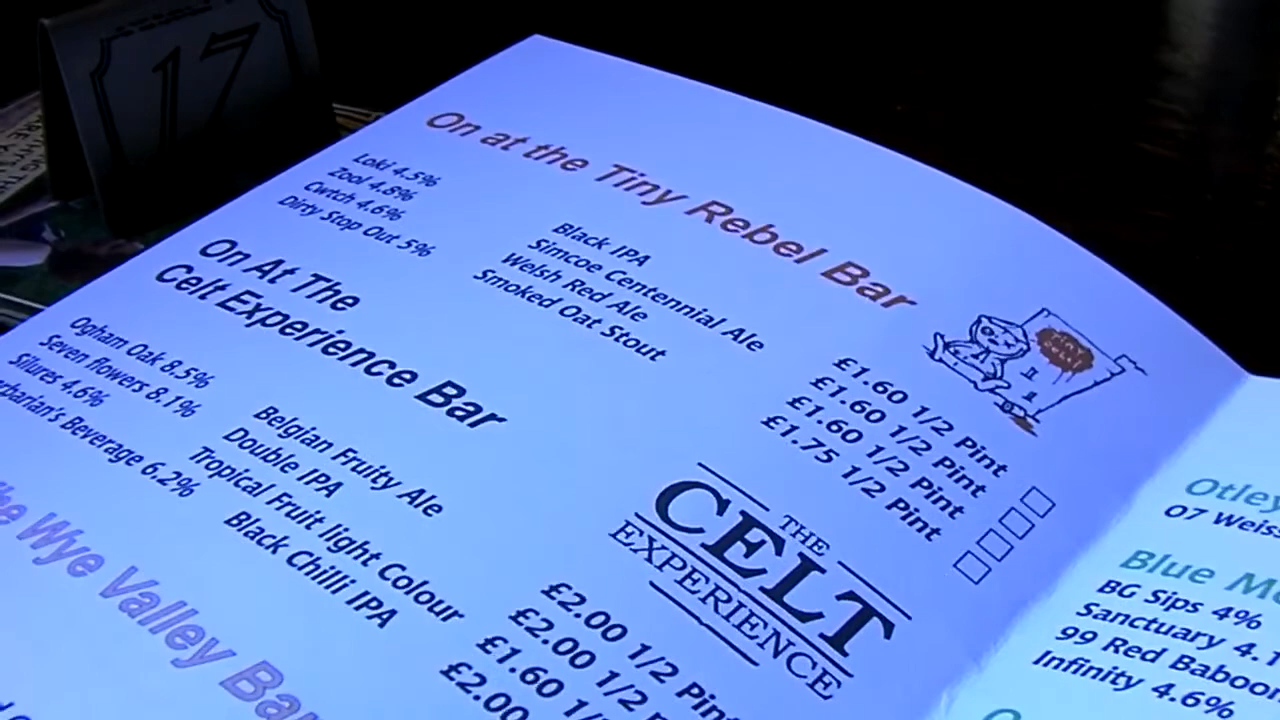 17
On at the Tiny Rebel Bar
Loki 4.5% Black IPA £1.60 1/2 Pint
Zool 4.8% Simcoe Centennial Ale £1.60 1/2 Pint
Cwtch 4.6% Welsh Red Ale £1.60 1/2 Pint
Dirty Stop Out 5% Smoked Oat Stout £1.75 1/2 Pint
On At The
Celt Experience Bar
THE
CELT
EXPERIENCE
Ogham Oak 8.5% Belgian Fruity Ale £2.00 1/2 Pint
Seven flowers 8.1% Double IPA £2.00 1/2
Silures 4.6% Tropical Fruit light Colour £1.60 1/
Beverage 6.2% Black Chilli IPA £2.00
Wye Valley Bar
Otley
07
Blue
BG Sips 4%
Sanctuary 4.1
99 Red
Infinity 4.6%